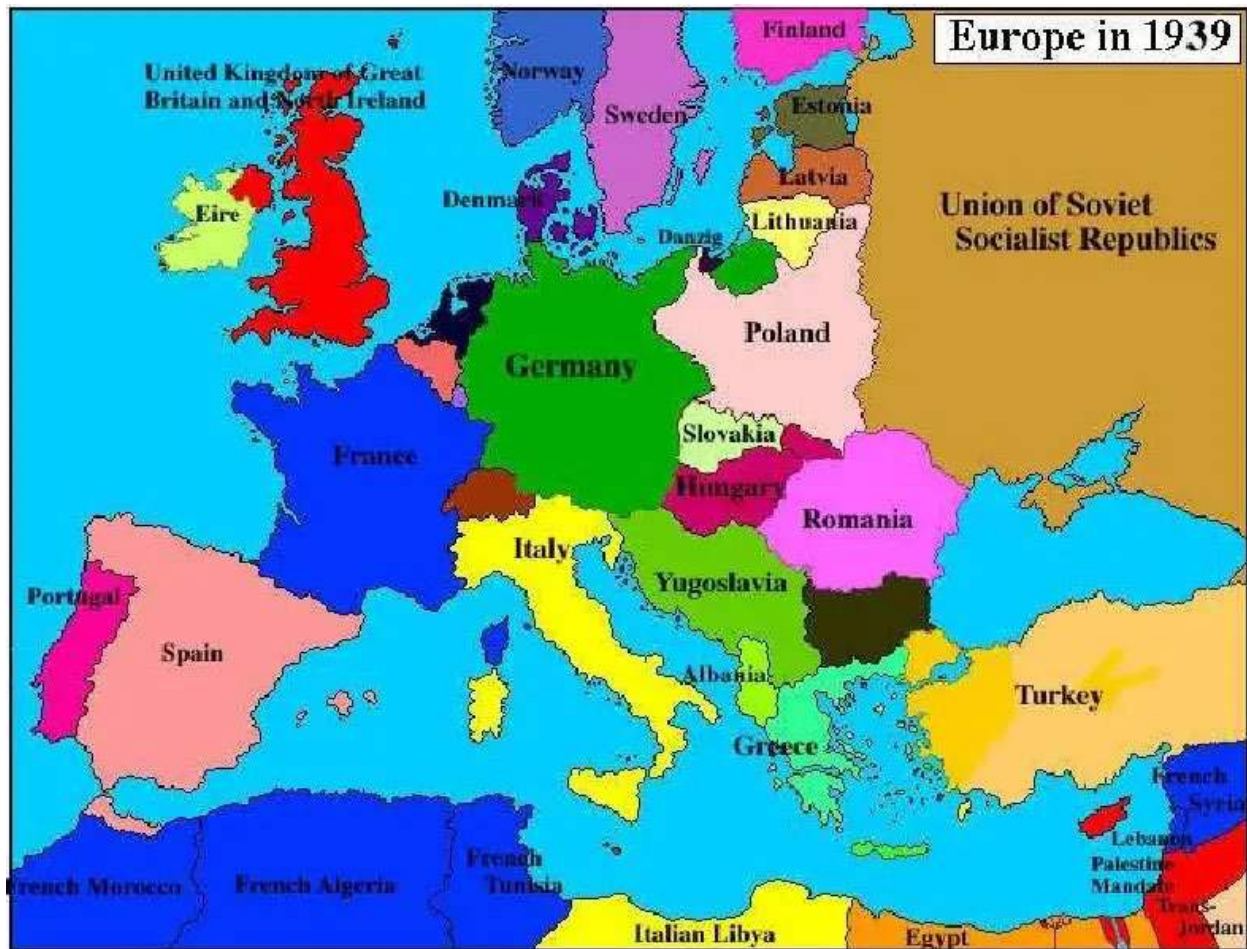 Europe in 1939
Finland
United Kingdom of Great
Britain and North Ireland
Norway
Sweden
Estonia
Latvia
Denmark
Eire
Lithuania
Union of Soviet
Socialist Republics
Danzig
Poland
Germany
Slovakia
France
Hungary
Romania
Italy
Yugoslavia
Portugal
Spain
Albania
Turkey
Greece
French
Syria
Lebanon
Palestine
Mandate
Trans-
Jordan
French Morocco
French Algeria
French
Tunisia
Italian Libya
Egypt